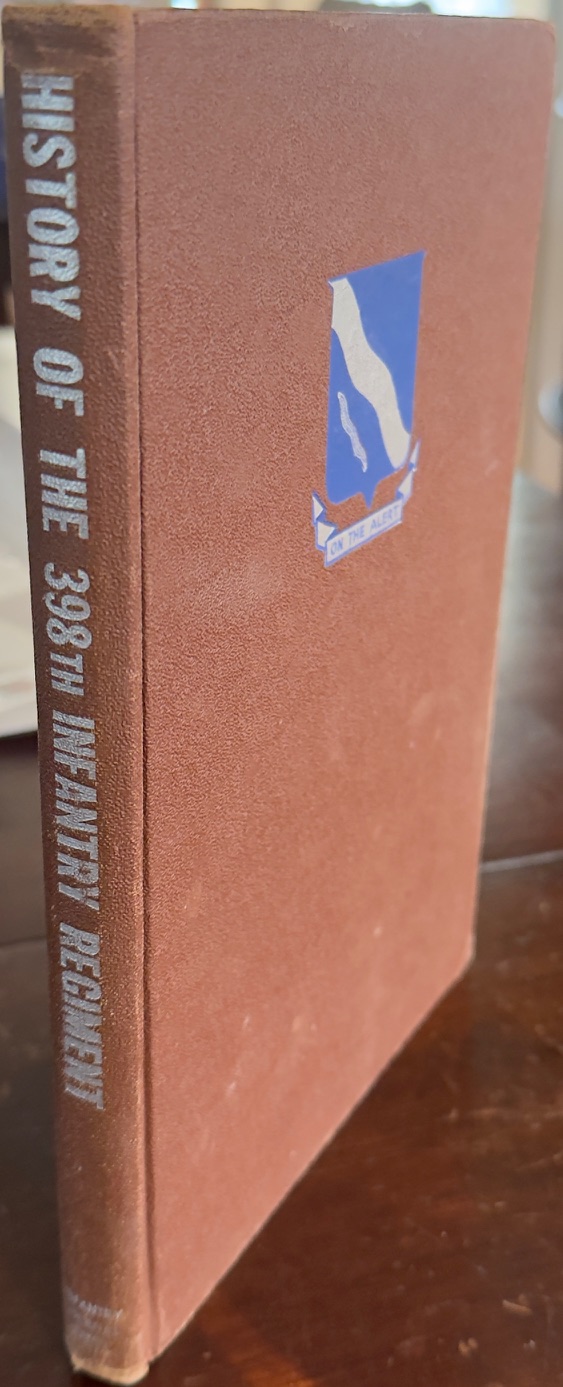 HISTORY OF THE 398TH INFANTRY REGIMENT
ON THE ALERT